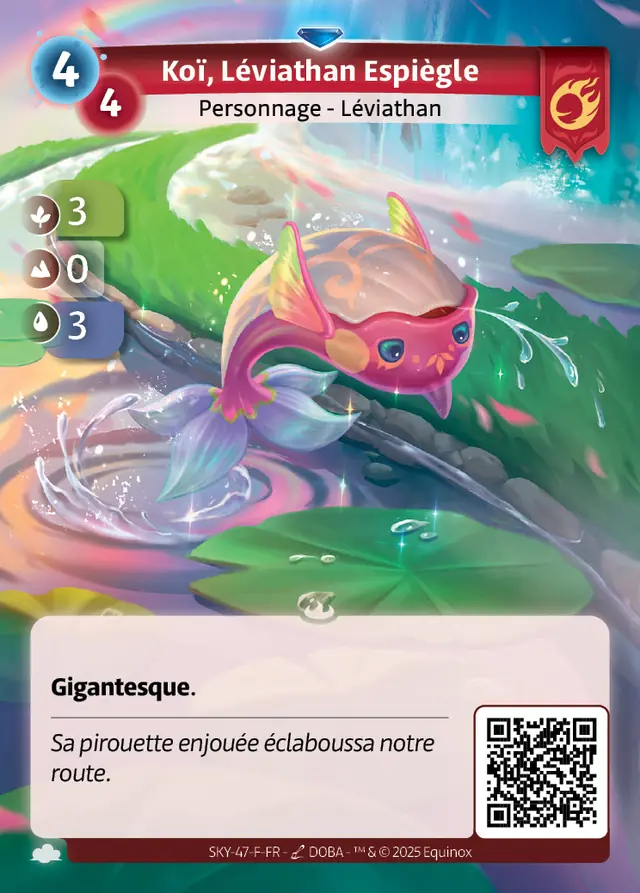 4
Koï, Léviathan Espiègle
4
Personnage - Léviathan
3
0
3
Gigantesque.
Sa pirouette enjouée éclaboussa notre
route.
SKY-47-F-FR - DOBA - ™ & © 2025 Equinox